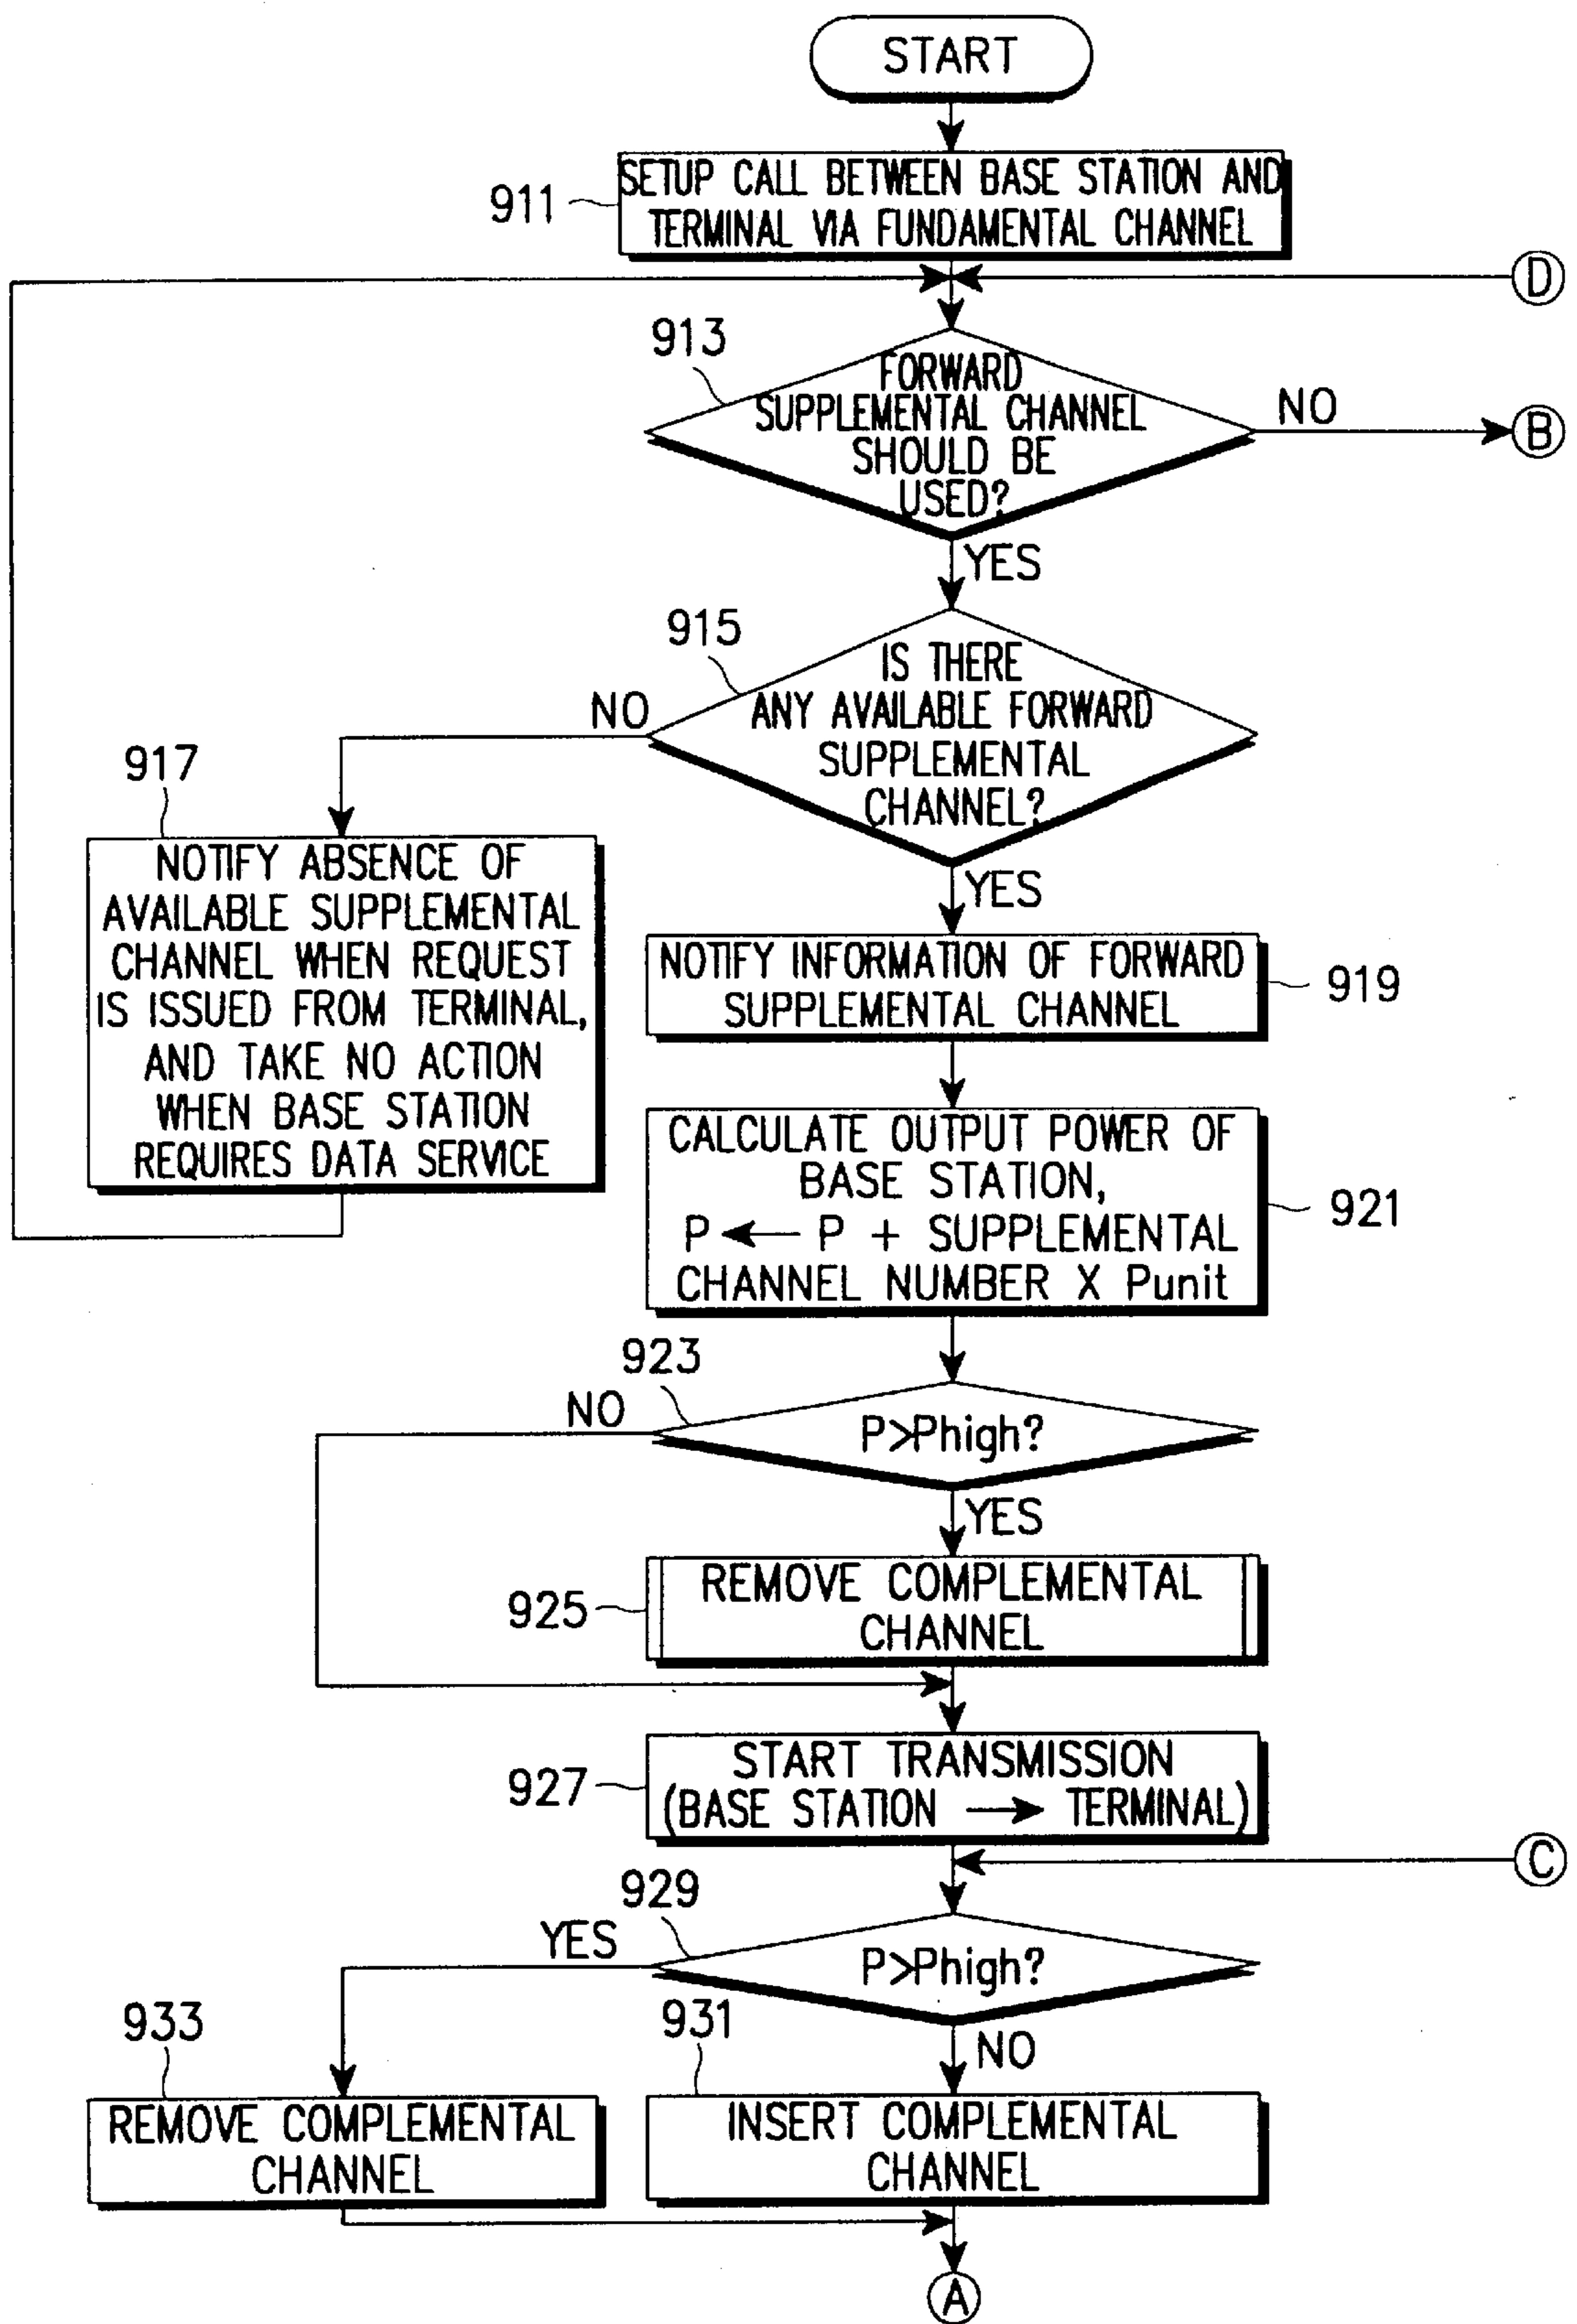 START
911
SETUP CALL BETWEEN BASE STATION AND
TERMINAL VIA FUNDAMENTAL CHANNEL
D
913
FORWARD
SUPPLEMENTAL CHANNEL
SHOULD BE
USED?
NO
B
YES
915
IS THERE
ANY AVAILABLE FORWARD
SUPPLEMENTAL
CHANNEL?
NO
917
NOTIFY ABSENCE OF
AVAILABLE SUPPLEMENTAL
CHANNEL WHEN REQUEST
IS ISSUED FROM TERMINAL,
AND TAKE NO ACTION
WHEN BASE STATION
REQUIRES DATA SERVICE
YES
NOTIFY INFORMATION OF FORWARD
SUPPLEMENTAL CHANNEL
919
CALCULATE OUTPUT POWER OF
BASE STATION,
P ← P + SUPPLEMENTAL
CHANNEL NUMBER X Punit
921
923
NO
P>Phigh?
YES
925
REMOVE COMPLEMENTAL
CHANNEL
927
START TRANSMISSION
(BASE STATION → TERMINAL)
C
929
YES
P>Phigh?
NO
933
REMOVE COMPLEMENTAL
CHANNEL
931
INSERT COMPLEMENTAL
CHANNEL
A